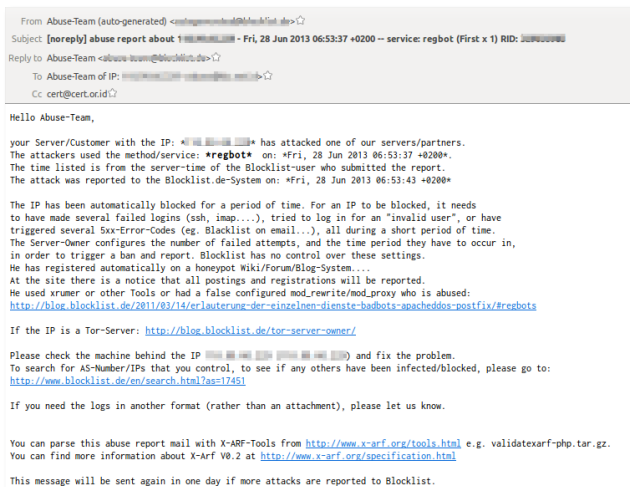 From Abuse-Team (auto-generated)
Subject [noreply] abuse report about - Fri, 28 Jun 2013 06:53:37 +0200 -- service: regbot (First x 1) RID:
Reply to Abuse-Team
To Abuse-Team of IP:
Cc cert@cert.or.id
Hello Abuse-Team,
your Server/Customer with the IP: * * has attacked one of our servers/partners.
The attackers used the method/service: *regbot* on: *Fri, 28 Jun 2013 06:53:37 +0200*.
The time listed is from the server-time of the Blocklist-user who submitted the report.
The attack was reported to the Blocklist.de-System on: *Fri, 28 Jun 2013 06:53:43 +0200*
The IP has been automatically blocked for a period of time. For an IP to be blocked, it needs
to have made several failed logins (ssh, imap....), tried to log in for an "invalid user", or have
triggered several 5xx-Error-Codes (eg. Blacklist on email...), all during a short period of time.
The Server-Owner configures the number of failed attempts, and the time period they have to occur in,
in order to trigger a ban and report. Blocklist has no control over these settings.
He has registered automatically on a honeypot Wiki/Forum/Blog-System....
At the site there is a notice that all postings and registrations will be reported.
He used xrumer or other Tools or had a false configured mod_rewrite/mod_proxy who is abused:
http://blog.blocklist.de/2011/03/14/erlauterung-der-einzelnen-dienste-badbots-apacheddos-postfix/#regbots
If the IP is a Tor-Server: http://blog.blocklist.de/tor-server-owner/
Please check the machine behind the IP ) and fix the problem.
To search for AS-Number/IPs that you control, to see if any others have been infected/blocked, please go to:
http://www.blocklist.de/en/search.html?as=17451
If you need the logs in another format (rather than an attachment), please let us know.
You can parse this abuse report mail with X-ARF-Tools from http://www.x-arf.org/tools.html e.g. validatexarf-php.tar.gz.
You can find more information about X-Arf V0.2 at http://www.x-arf.org/specification.html
This message will be sent again in one day if more attacks are reported to Blocklist.